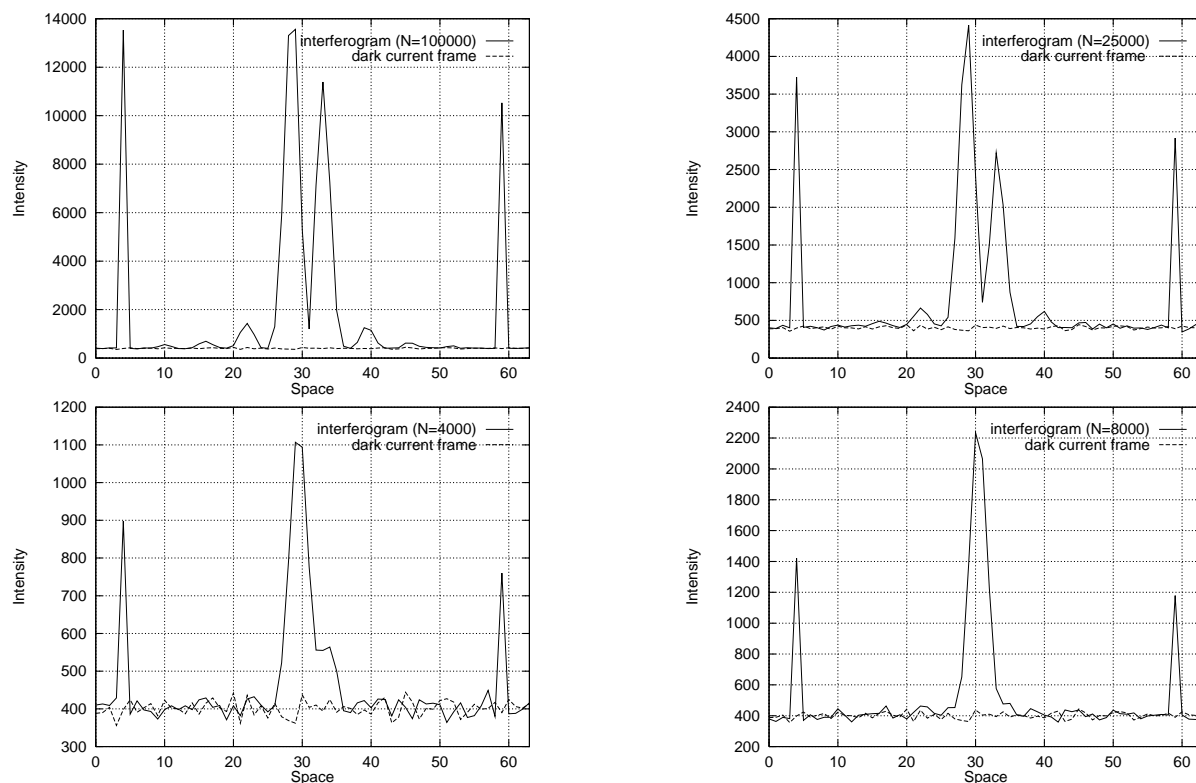 14000
12000
10000
8000
6000
4000
2000
0
0 10 20 30 40 50 60
Intensity
Space
interferogram (N=100000)
dark current frame
4500
4000
3500
3000
2500
2000
1500
1000
500
0
0 10 20 30 40 50 60
Intensity
Space
interferogram (N=25000)
dark current frame
1200
1100
1000
900
800
700
600
500
400
300
0 10 20 30 40 50 60
Intensity
Space
interferogram (N=4000)
dark current frame
2400
2200
2000
1800
1600
1400
1200
1000
800
600
400
200
0 10 20 30 40 50 60
Intensity
Space
interferogram (N=8000)
dark current frame